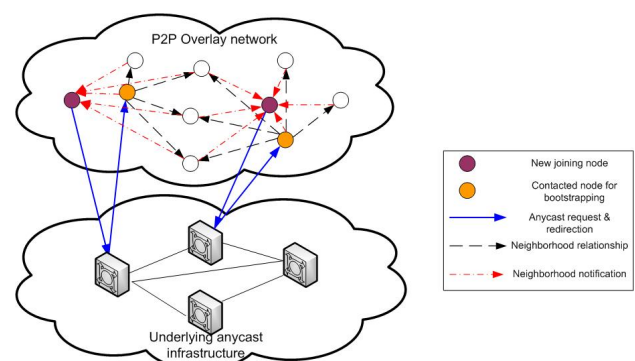 P2P Overlay network
New joining node
Contacted node for
bootstrapping
Anycast request &
redirection
Neighborhood relationship
Neighborhood notification
Underlying anycast
infrastructure